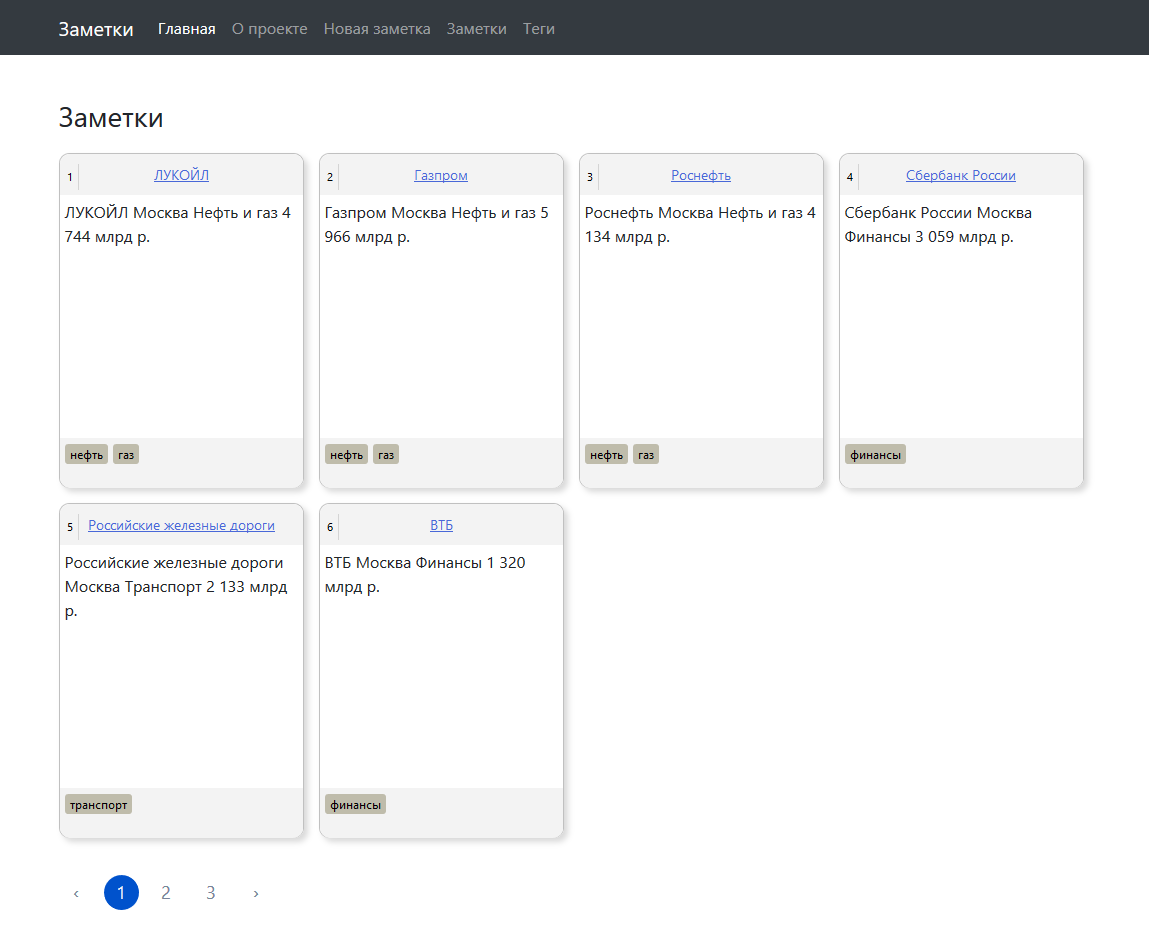 Заметки Главная О проекте Новая заметка Заметки Теги
Заметки
1 ЛУКОЙЛ
ЛУКОЙЛ Москва Нефть и газ 4
744 млрд р.
нефть газ
2 Газпром
Газпром Москва Нефть и газ 5
966 млрд р.
нефть газ
3 Роснефть
Роснефть Москва Нефть и газ 4
134 млрд р.
нефть газ
4 Сбербанк России
Сбербанк России Москва
Финансы 3 059 млрд р.
финансы
5 Российские железные дороги
Российские железные дороги
Москва Транспорт 2 133 млрд
р.
транспорт
6 ВТБ
ВТБ Москва Финансы 1 320
млрд р.
финансы
‹ 1 2 3 ›